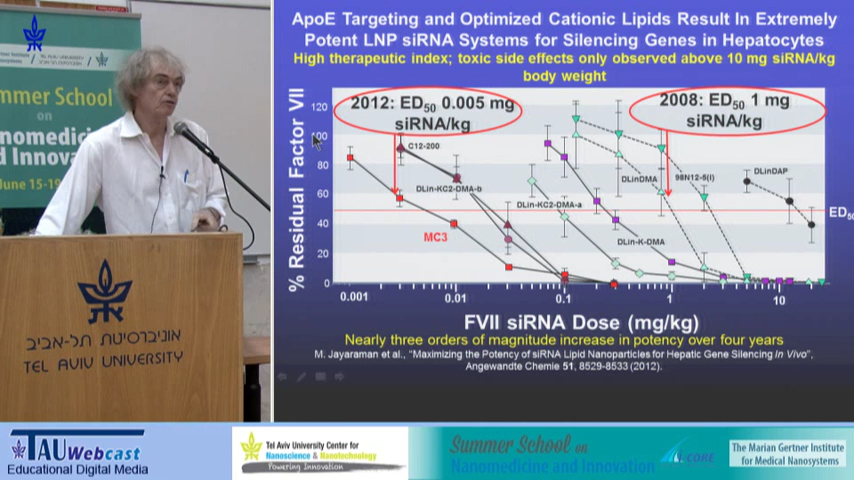 TEL AVIV UNIVERSITY
Summer School
on
Nanomedicine
and Innovation
June 15-19
אוניברסיטת תל-אביב
TEL AVIV UNIVERSITY
ApoE Targeting and Optimized Cationic Lipids Result In Extremely
Potent LNP siRNA Systems for Silencing Genes in Hepatocytes
High therapeutic index; toxic side effects only observed above 10 mg siRNA/kg
body weight
2012: ED50 0.005 mg
siRNA/kg
2008: ED50 1 mg
siRNA/kg
% Residual Factor VII
120
100
80
60
40
20
0
C12-200
DLin-KC2-DMA-b
MC3
DLin-KC2-DMA-a
DLin-K-DMA
DLinDMA
98N12-5(I)
DLinDAP
ED50
0.001
0.01
0.1
1
10
FVII siRNA Dose (mg/kg)
Nearly three orders of magnitude increase in potency over four years
M. Jayaraman et al., "Maximizing the Potency of siRNA Lipid Nanoparticles for Hepatic Gene Silencing In Vivo",
Angewandte Chemie 51, 8529-8533 (2012).
TAU Webcast
Educational Digital Media
Tel Aviv University Center for
Nanoscience & Nanotechnology
Powering Innovation
Summer School on
Nanomedicine and Innovation
I-CORE
The Marian Gertner Institute
for Medical Nanosystems